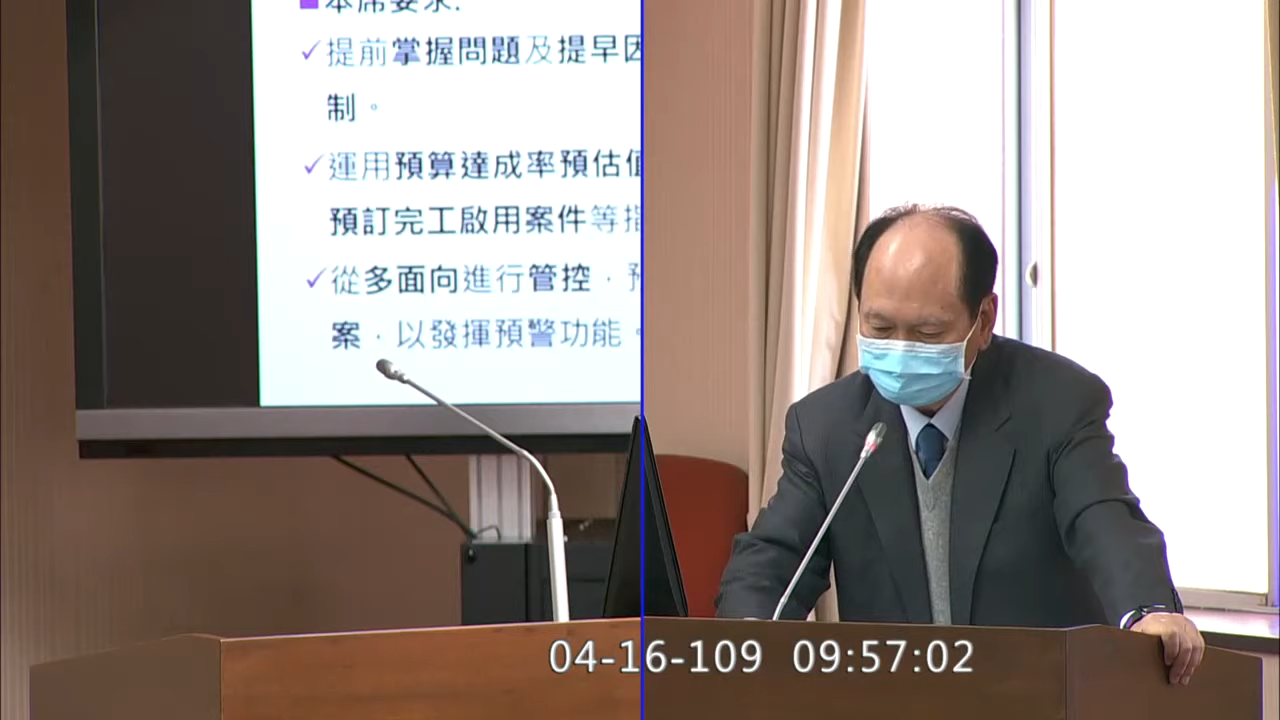 本席要求:
提前掌握問題及提早因
制。
運用預算達成率預估值
預訂完工啟用案件等指
從多面向進行管控，預
案，以發揮預警功能。
04-16-109 09:57:02